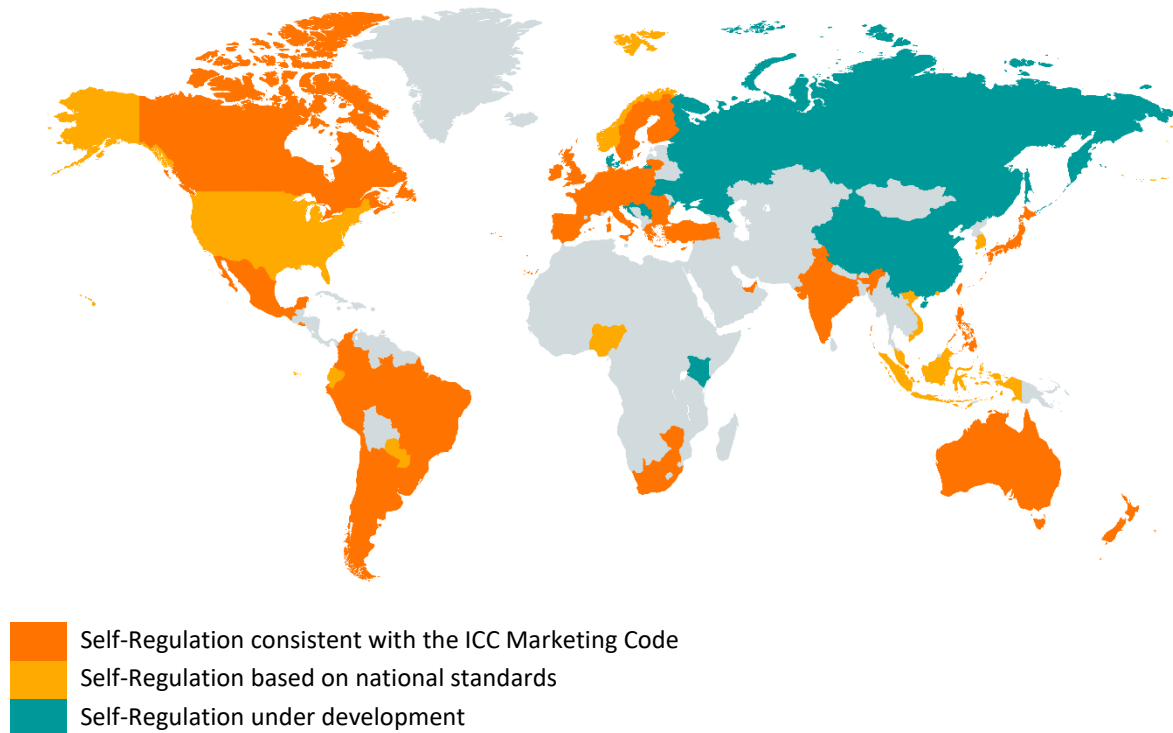 Self-Regulation consistent with the ICC Marketing Code
Self-Regulation based on national standards
Self-Regulation under development